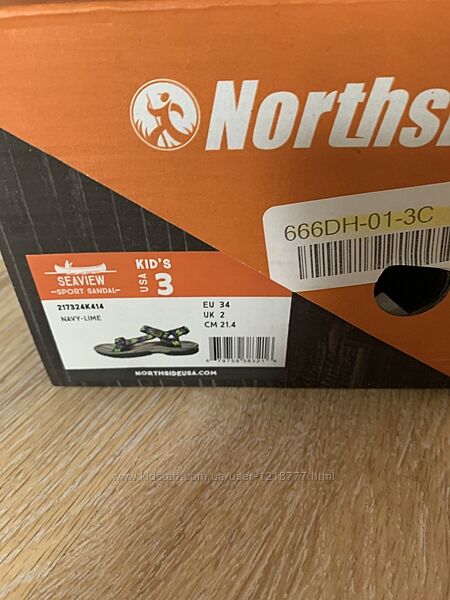 Northsi
666DH-01-3C
SEAVIEW
SPORT SANDAL
KID'S
USA 3
217324K414
NAVY-LIME
EU 34
UK 2
CM 21.4
NORTHSIDEUSA.COM
www.kidstaff.com.ua/user-1218777.html